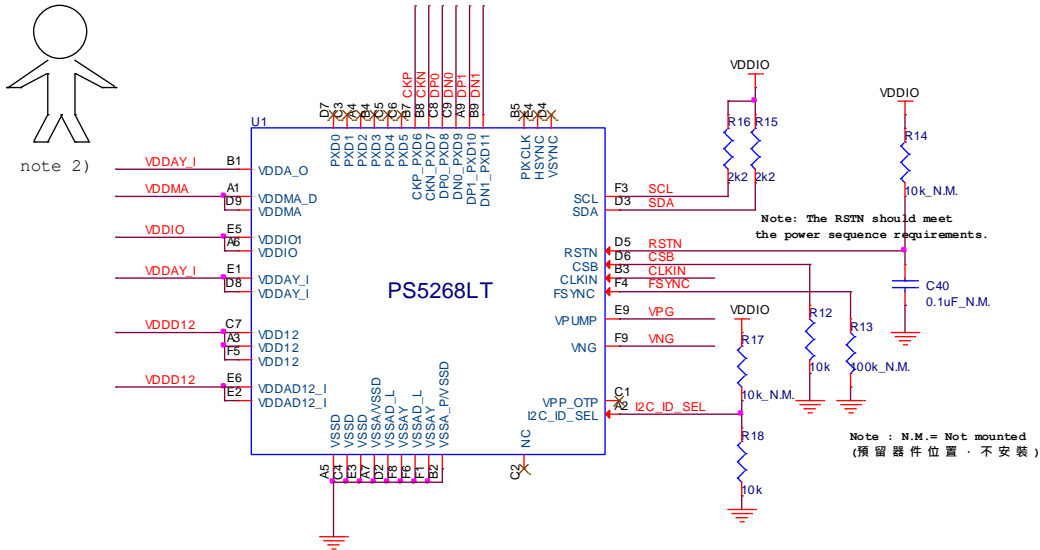 note 2)
U1
PS5268LT
CKP
CKN
DP0
DN0
DP1
DN1
D7
C3
A4
B4
C5
C6
B7
B8
C8
C9
A9
B9
B5
E4
D4
PXD0
PXD1
PXD2
PXD3
PXD4
PXD5
CKP_PXD6
CKN_PXD7
DP0_PXD8
DN0_PXD9
DP1_PXD10
DN1_PXD11
PIXCLK
HSYNC
VSYNC
VDDAY_I B1 VDDA_O
VDDMA A1 VDDMA_D
D9 VDDMA
VDDIO E5 VDDIO1
A6 VDDIO
VDDAY_I E1 VDDAY_I
D8 VDDAY_I
VDDD12 C7 VDD12
A3 VDD12
F5 VDD12
VDDD12 E6 VDDAD12_I
E2 VDDAD12_I
SCL F3 SCL
SDA D3 SDA
RSTN D5 RSTN
CSB D6 CSB
CLKIN B3 CLKIN
FSYNC F4 FSYNC
VPUMP E9 VPG
VNG F9 VNG
VPP_OTP C1
I2C_ID_SEL A2 I2C_ID_SEL
VSSD
VSSD
VSSD
VSSA/VSSD
VSSAD_L
VSSAY
VSSAD_L
VSSAY
VSSA_P/VSSD
NC
A5
C4
E3
A7
D2
F8
F6
F1
B2
C2
VDDIO
R16
R15
2k2
2k2
VDDIO
R14
10k_N.M.
Note: The RSTN should meet
the power sequence requirements.
C40
0.1uF_N.M.
R12
10k
R13
100k_N.M.
VDDIO
R17
10k_N.M.
R18
10k
Note : N.M.= Not mounted
(預留器件位置，不安裝)